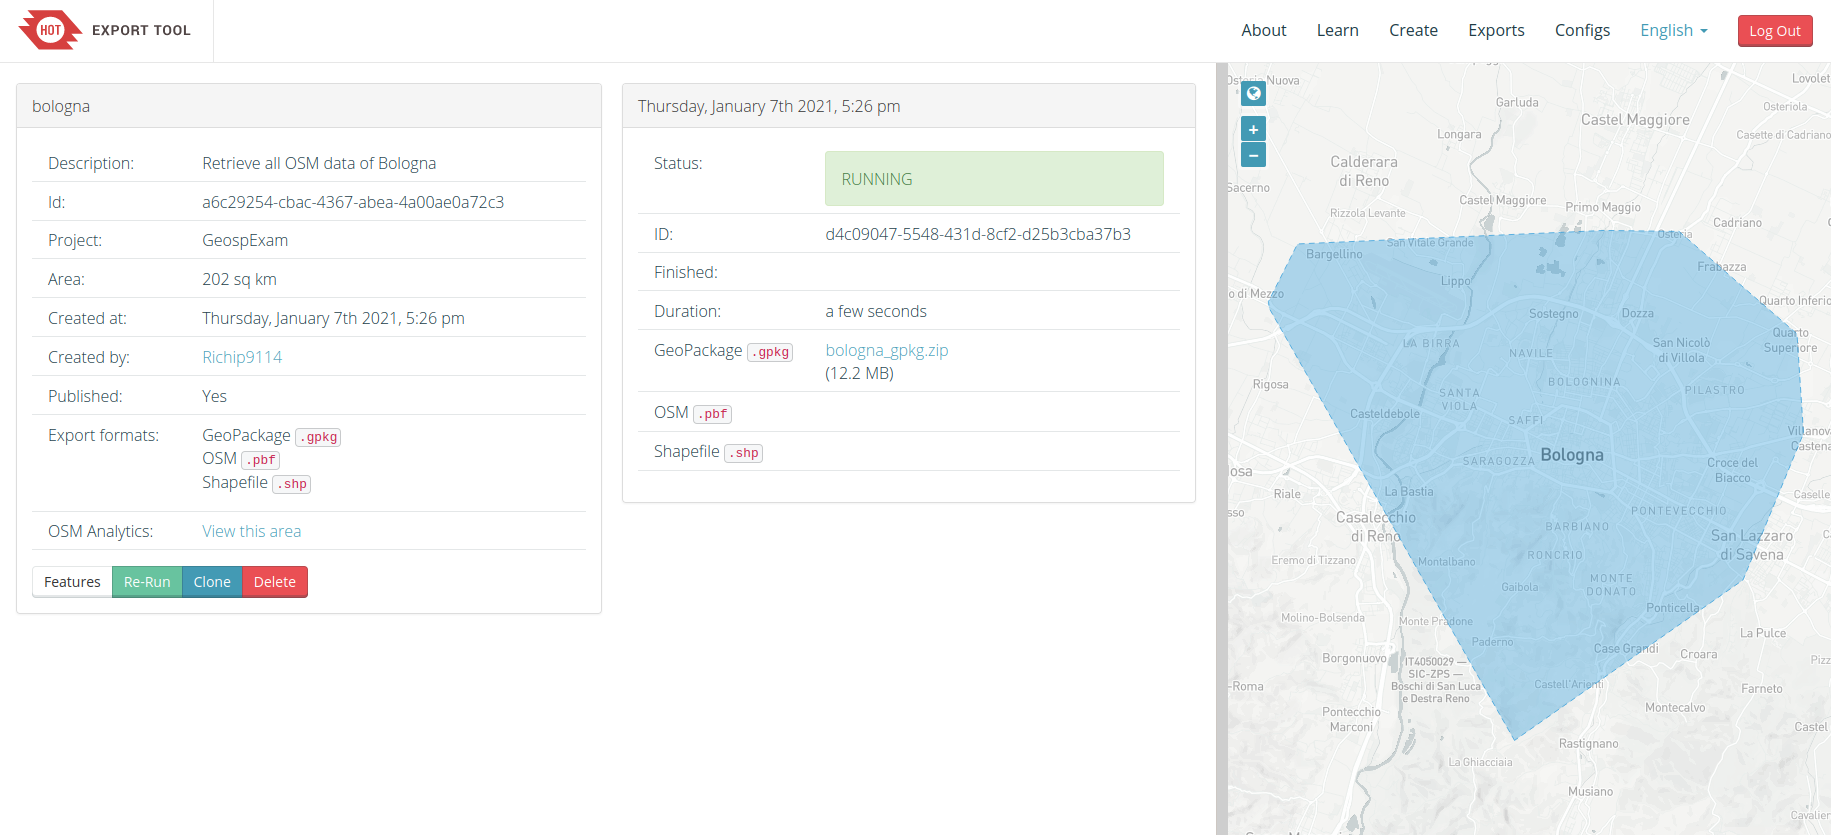 HOT EXPORT TOOL
About Learn Create Exports Configs English Log Out
bologna
Description: Retrieve all OSM data of Bologna
Id: a6c29254-cbac-4367-abea-4a00ae0a72c3
Project: GeospExam
Area: 202 sq km
Created at: Thursday, January 7th 2021, 5:26 pm
Created by: Richip9114
Published: Yes
Export formats: GeoPackage .gpkg
OSM .pbf
Shapefile .shp
OSM Analytics: View this area
Features Re-Run Clone Delete
Thursday, January 7th 2021, 5:26 pm
Status: RUNNING
ID: d4c09047-5548-431d-8cf2-d25b3cba37b3
Finished:
Duration: a few seconds
GeoPackage .gpkg bologna_gpkg.zip
(12.2 MB)
OSM .pbf
Shapefile .shp
+
−
Osteria Nuova
Lovolet
Garluda
Osteriola
Castel Maggiore
Longara
Casette di Cadriano
Calderara
di Reno
Sacerno
Castel Maggiore
Primo Maggio
Rizzola Levante
Cadriano
Osteria
San Vitale Grande
Bargellino
Frabazza
Lippo
o di Mezzo
Quarto Inferio
Sostegno
Dozza
Quarto
Superiore
LA BIRRA
NAVILE
San Nicolò
di Villola
Rigosa
BOLOGNINA
PILASTRO
SANTA
VIOLA
Casteldebole
SAFFI
Villanov
Castena
Bologna
SARAGOZZA
Croce del
Biacco
osa
Riale
La Bastia
Caselle
sso
PONTEVECCHIO
Casalecchio
di Reno
BARBIANO
San Lazzaro
di Savena
RONCRIO
Eremo di Tizzano
Montalbano
MONTE
DONATO
Gaibola
Ponticella
Molino-Bolsenda
Monte Pradone
La Pulce
Paderno
Case Grandi
Croara
Borgonuovo
IT4050029 —
SIC-ZPS —
Boschi di San Luca
e Destra Reno
Pizz
-Roma
Castell'Arienti
Farneto
Montecalvo
Pontecchio
Marconi
Castel
Rastignano
La Ghiacciaia
Musiano
Cavalier